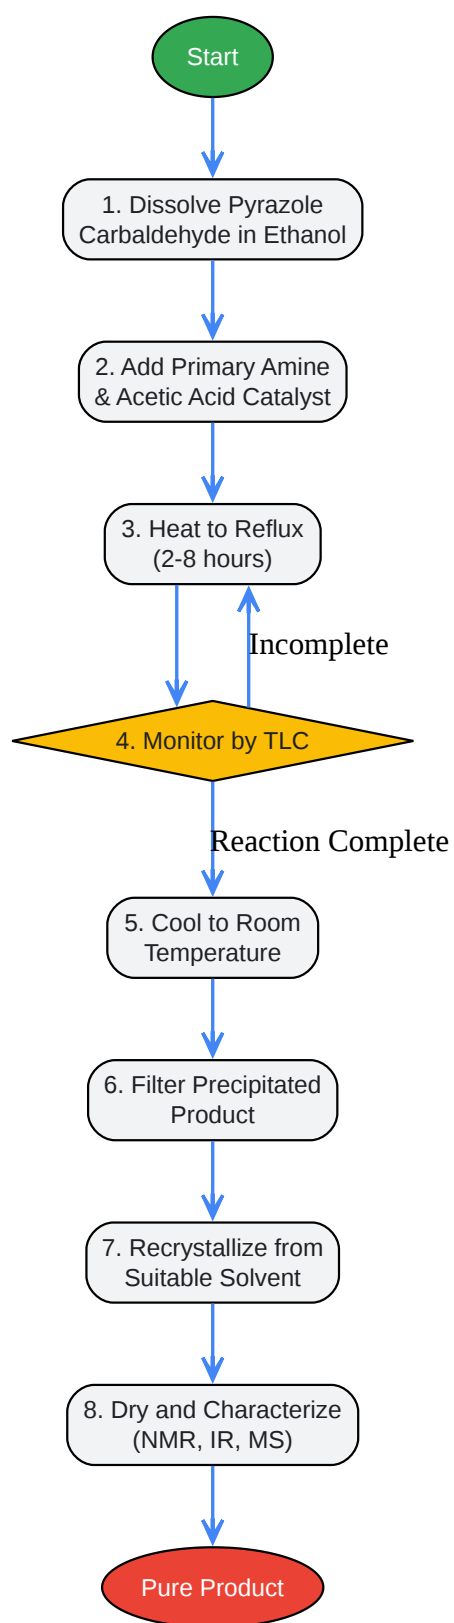 Start
1. Dissolve Pyrazole
Carbaldehyde in Ethanol
2. Add Primary Amine
& Acetic Acid Catalyst
3. Heat to Reflux
(2-8 hours)
Incomplete
4. Monitor by TLC
Reaction Complete
5. Cool to Room
Temperature
6. Filter Precipitated
Product
7. Recrystallize from
Suitable Solvent
8. Dry and Characterize
(NMR, IR, MS)
Pure Product